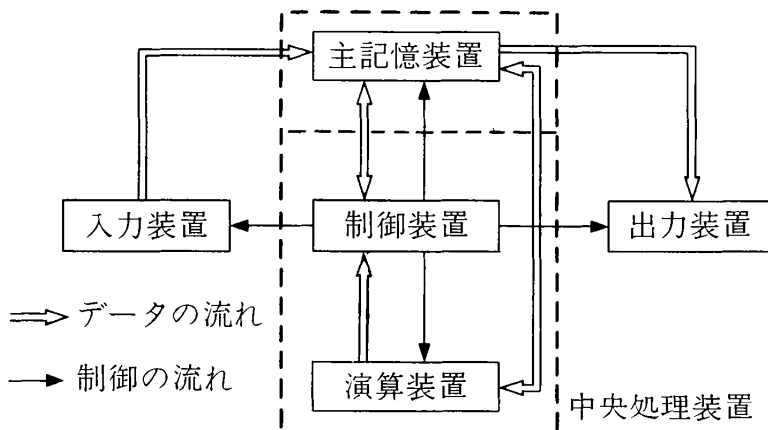 主記憶装置
入力装置
制御装置
出力装置
データの流れ
制御の流れ
演算装置
中央処理装置